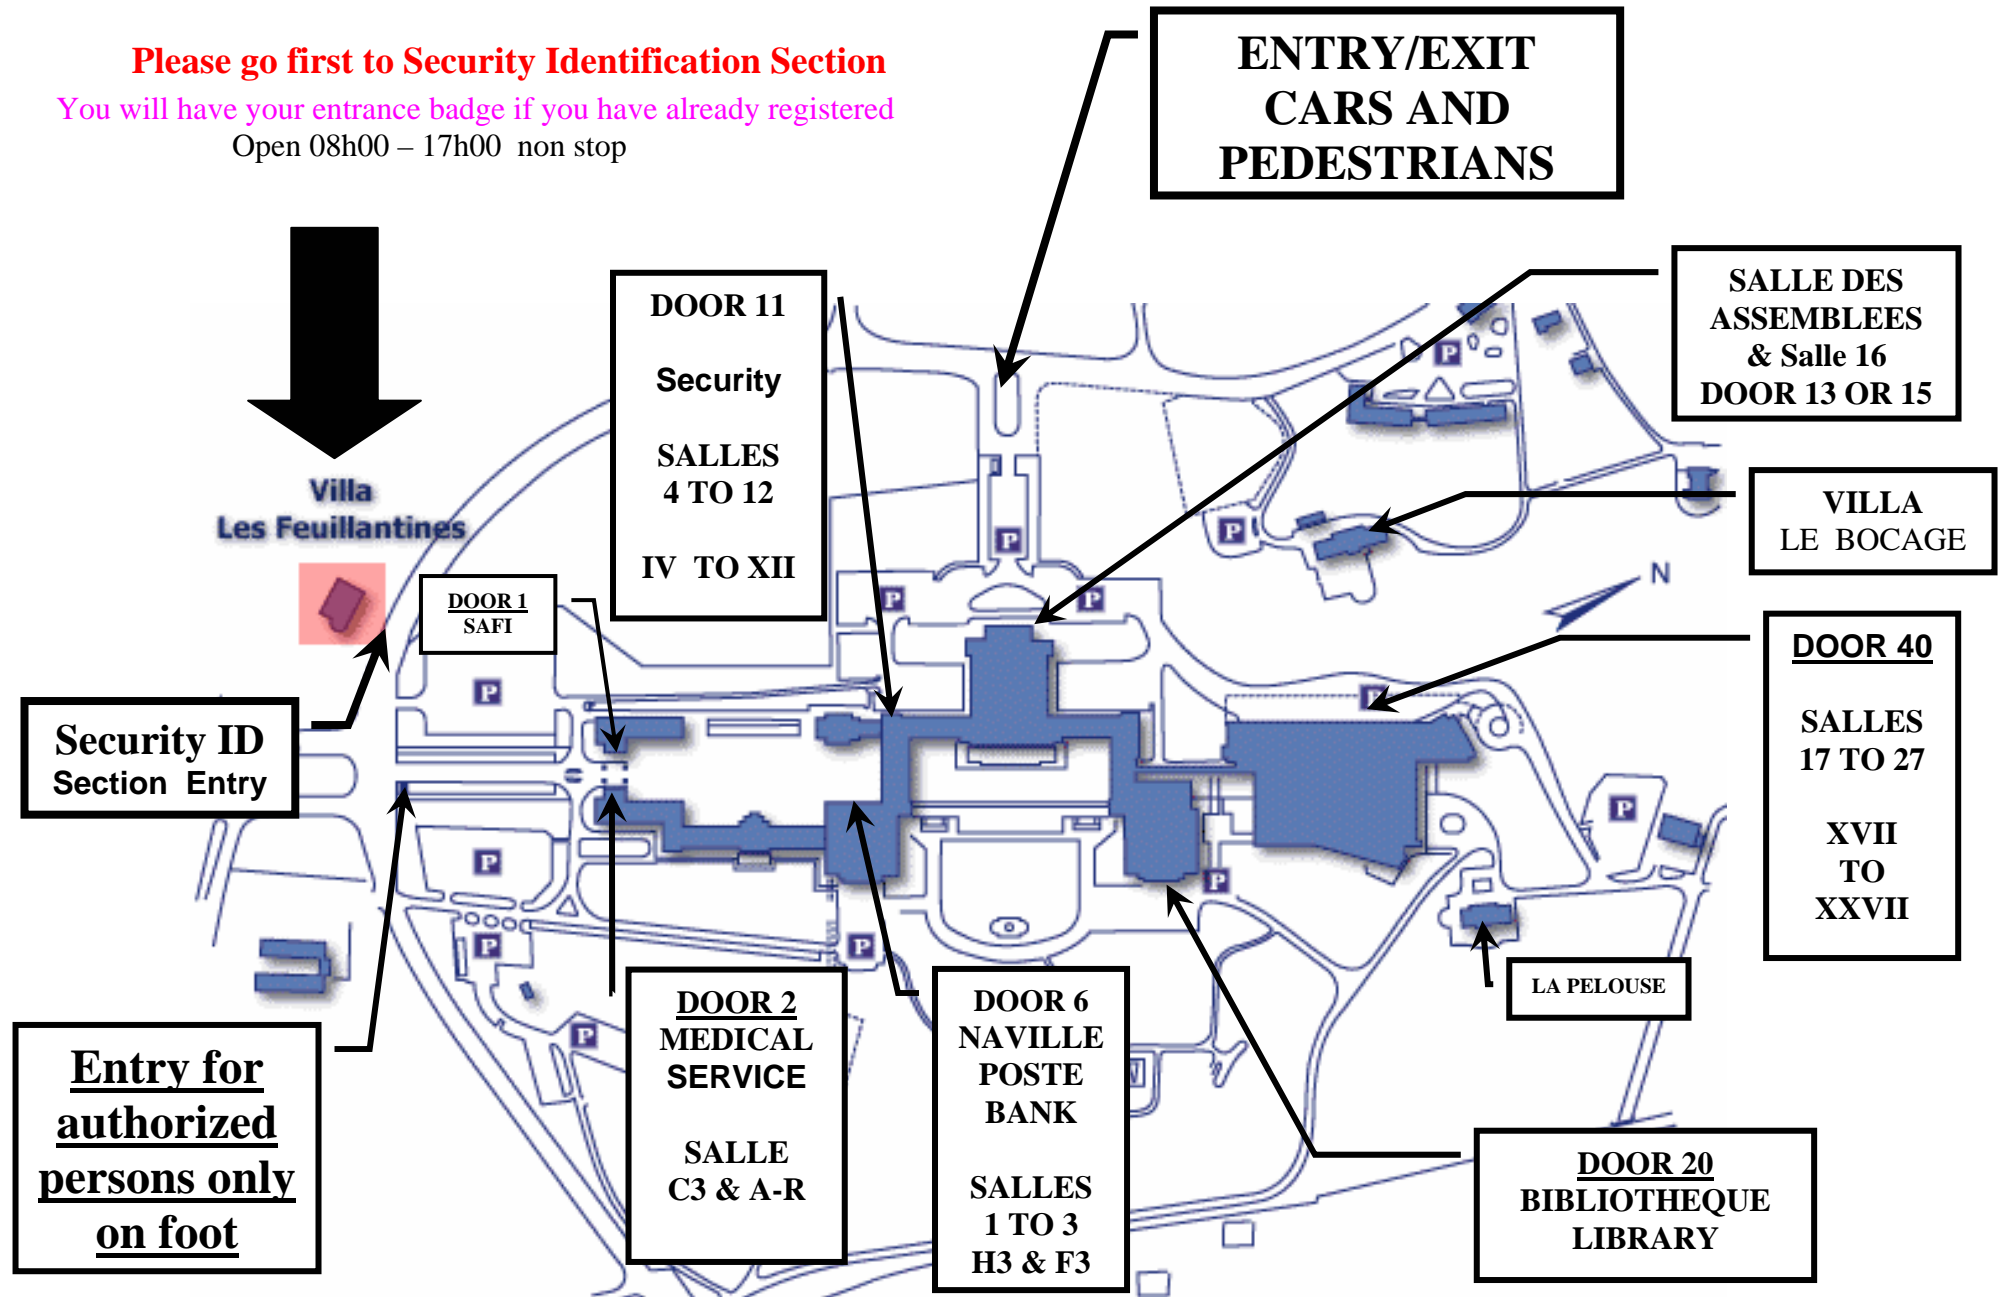 Please go first to Security Identification Section
You will have your entrance badge if you have already registered
Open 08h00 – 17h00 non stop
ENTRY/EXIT
CARS AND
PEDESTRIANS
DOOR 11
Security
SALLES
4 TO 12
IV TO XII
SALLE DES
ASSEMBLEES
& Salle 16
DOOR 13 OR 15
Villa
Les Feuillantines
VILLA
LE BOCAGE
N
DOOR 1
SAFI
DOOR 40
SALLES
17 TO 27
XVII
TO
XXVII
Security ID
Section Entry
P
P
P
P
P
P
P
P
P
P
P
P
P
LA PELOUSE
Entry for
authorized
persons only
on foot
DOOR 2
MEDICAL
SERVICE
SALLE
C3 & A-R
DOOR 6
NAVILLE
POSTE
BANK
SALLES
1 TO 3
H3 & F3
DOOR 20
BIBLIOTHEQUE
LIBRARY